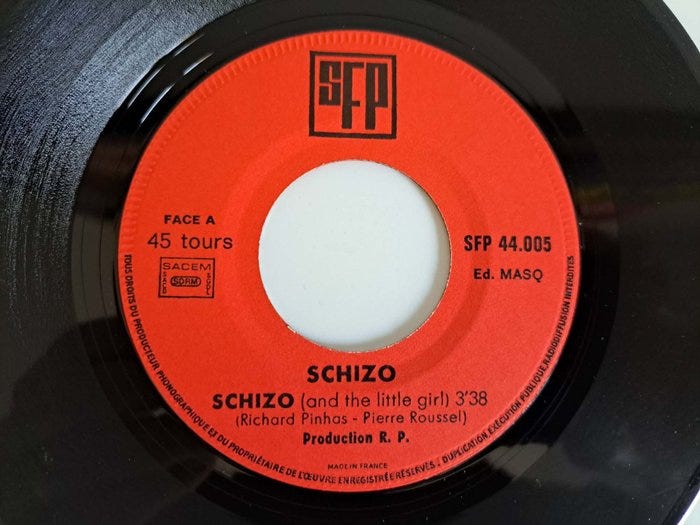 SFP
FACE A
45 tours
SACEM
SACD SDRM SGDL
SFP 44.005
Ed. MASQ
SCHIZO
SCHIZO (and the little girl) 3'38
(Richard Pinhas - Pierre Roussel)
Production R. P.
MADE IN FRANCE
TOUS DROITS DU PRODUCTEUR PHONOGRAPHIQUE ET DU PROPRIÉTAIRE DE L'ŒUVRE ENREGISTRÉE RÉSERVÉS. DUPLICATION EXÉCUTION PUBLIQUE, RADIODIFFUSION INTERDITES